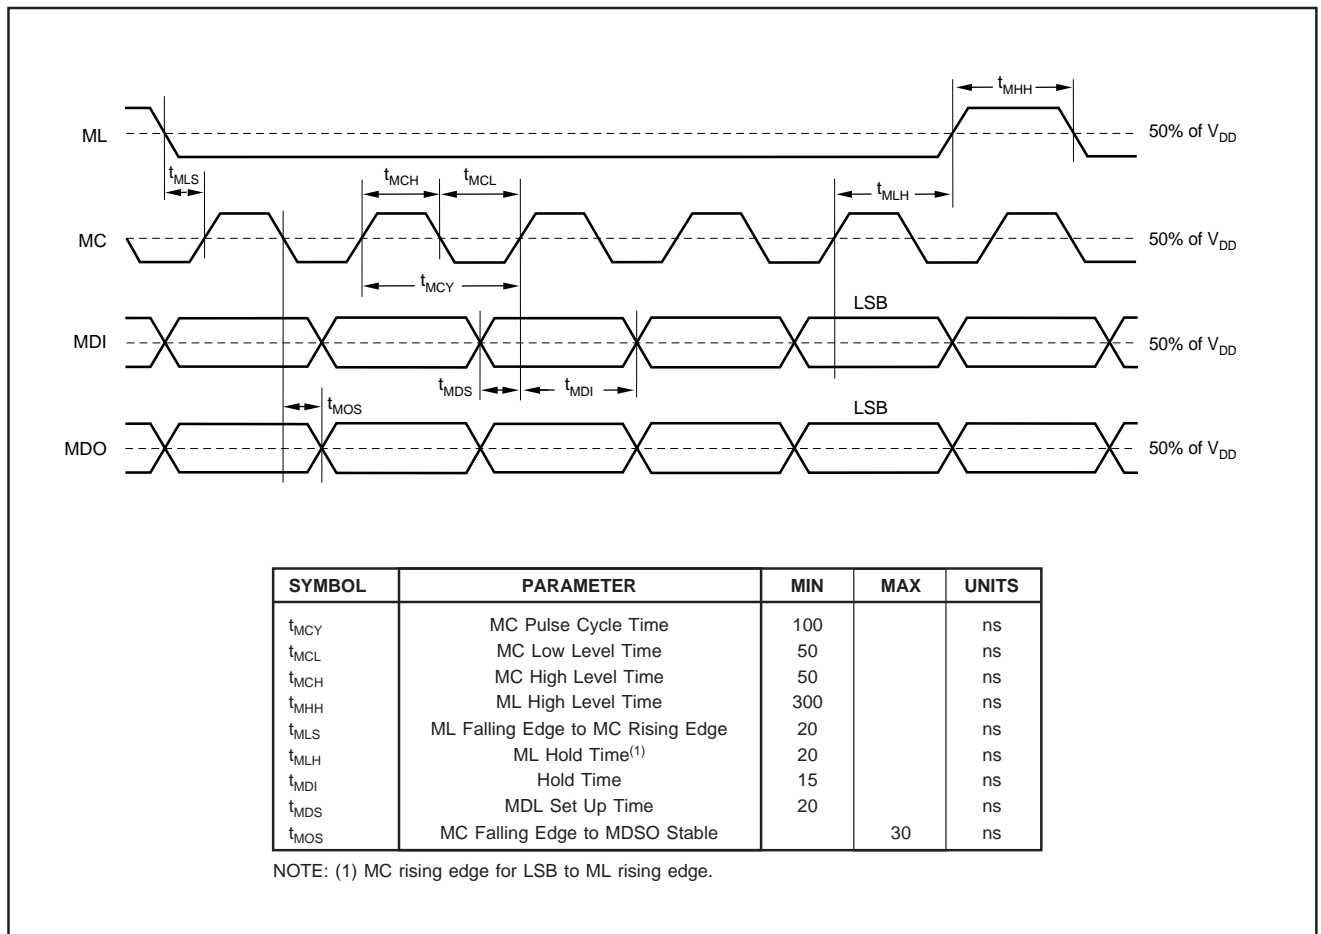 t_MHH
ML
50% of V_DD
t_MLS
t_MCH
t_MCL
t_MLH
MC
50% of V_DD
t_MCY
LSB
MDI
50% of V_DD
t_MDS
t_MDI
t_MOS
LSB
MDO
50% of V_DD
SYMBOL PARAMETER MIN MAX UNITS
t_MCY MC Pulse Cycle Time 100 ns
t_MCL MC Low Level Time 50 ns
t_MCH MC High Level Time 50 ns
t_MHH ML High Level Time 300 ns
t_MLS ML Falling Edge to MC Rising Edge 20 ns
t_MLH ML Hold Time(1) 20 ns
t_MDI Hold Time 15 ns
t_MDS MDL Set Up Time 20 ns
t_MOS MC Falling Edge to MDSO Stable 30 ns
NOTE: (1) MC rising edge for LSB to ML rising edge.